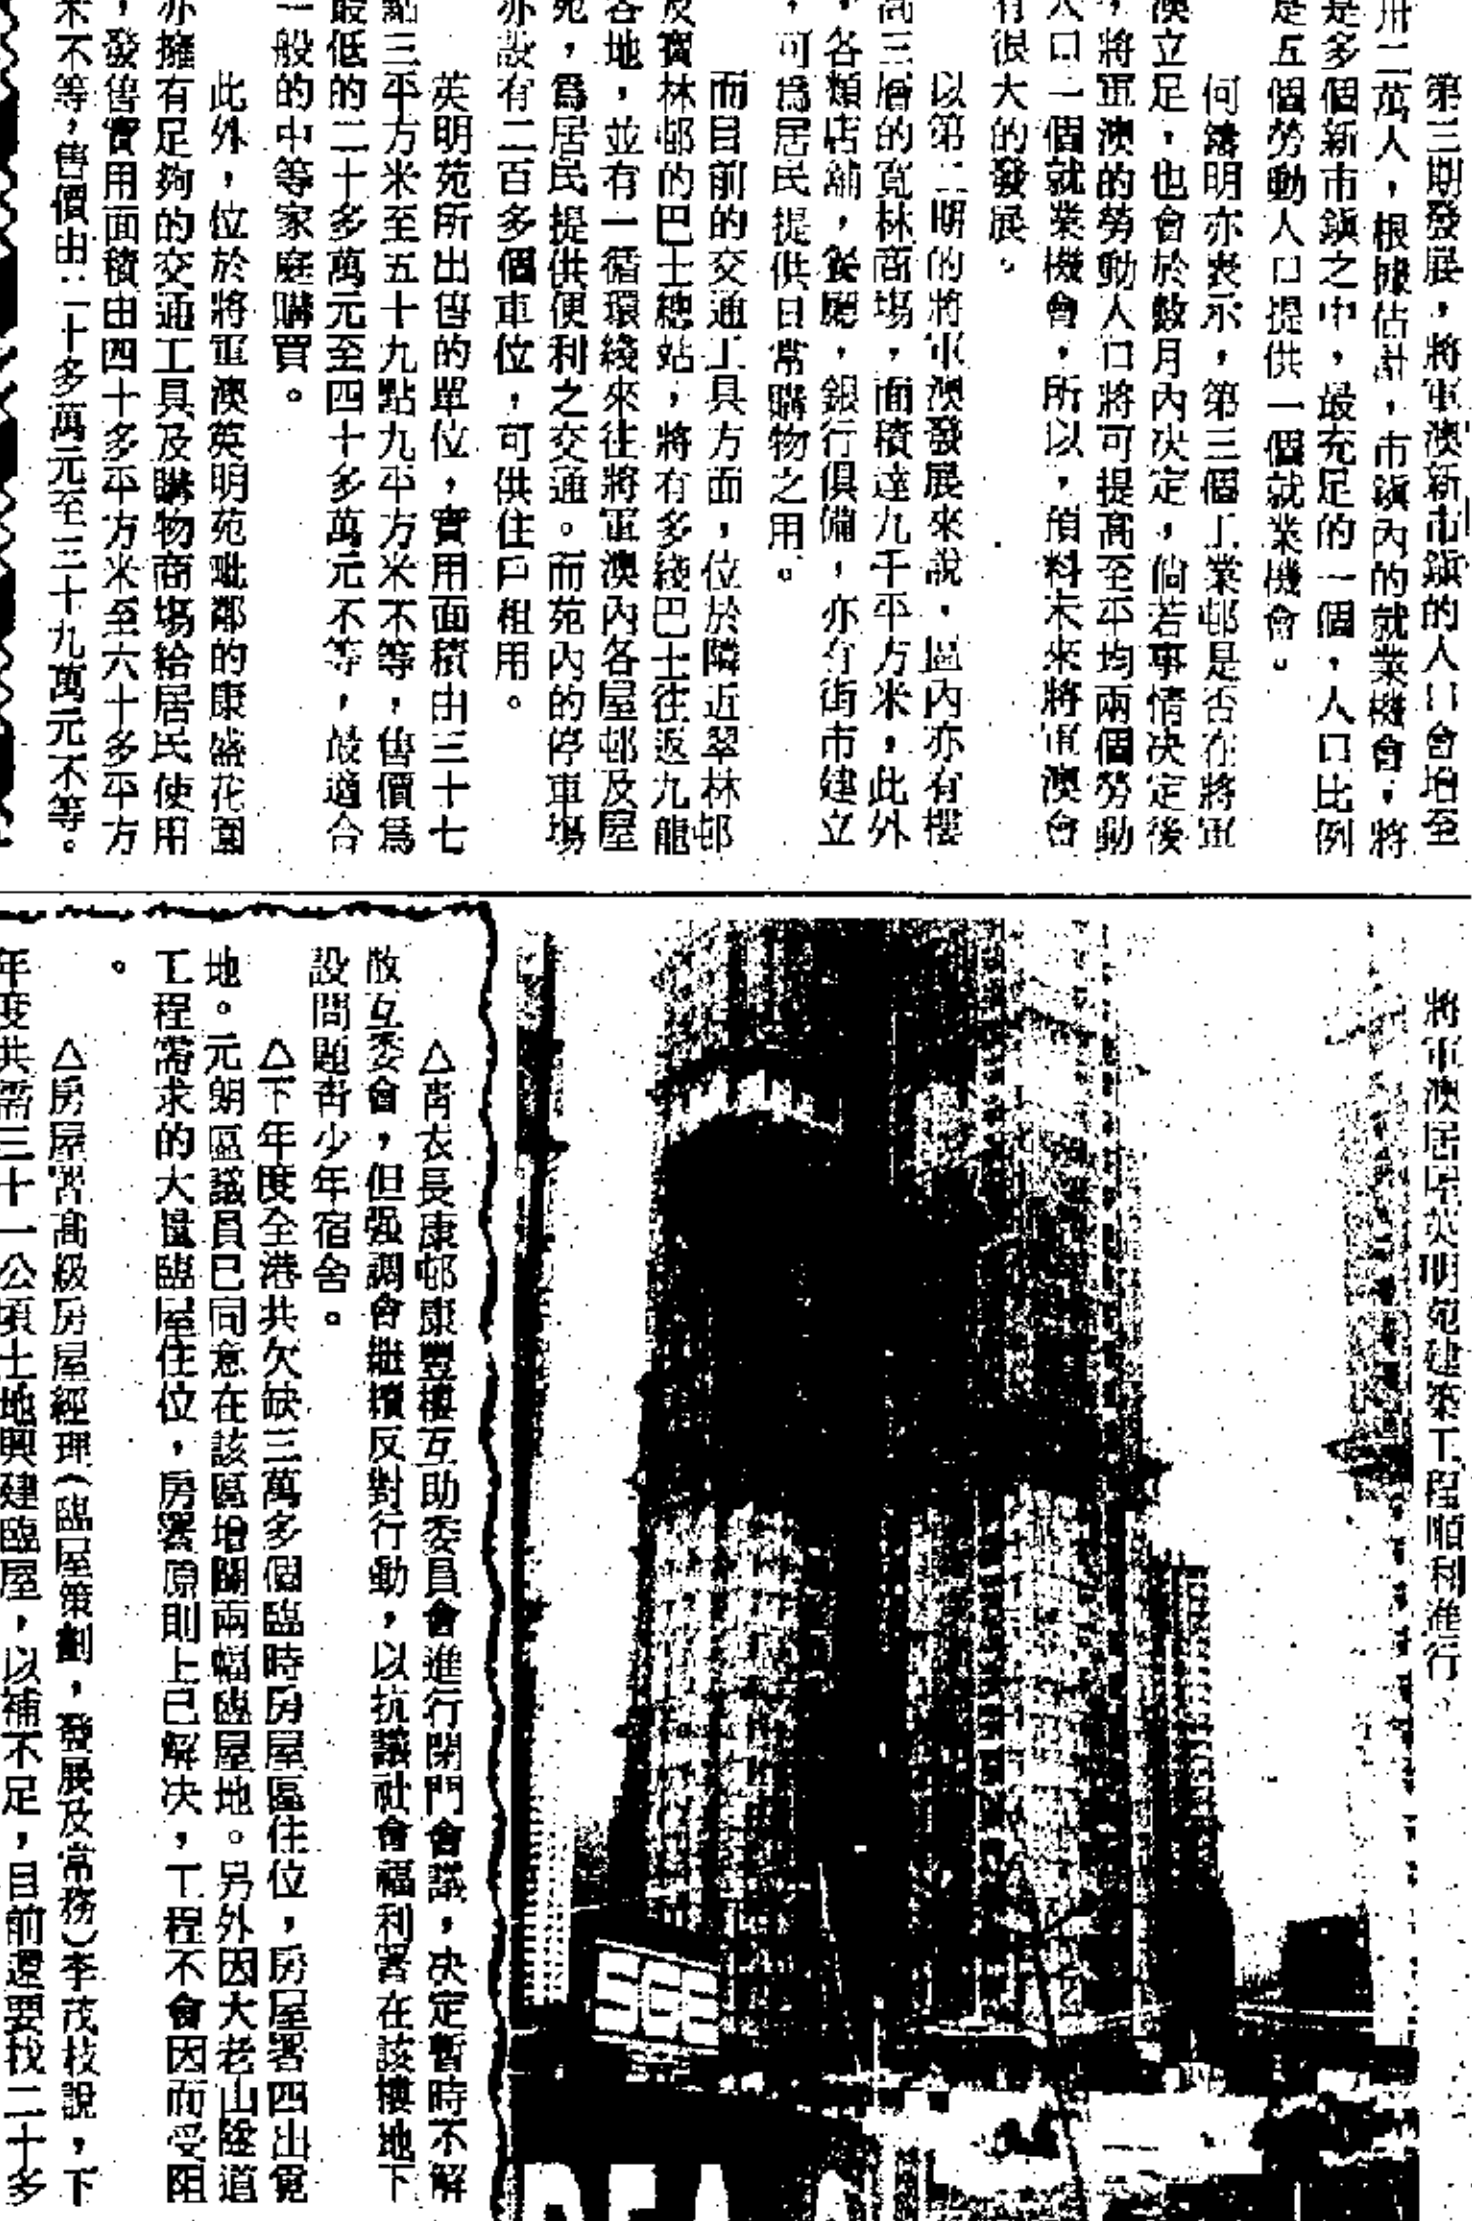 第三期發展，將軍澳新市鎮的人口會增至
卅二萬人，根據估計，市鎮內的就業機會，將
是多個新市鎮之中，最充足的一個，人口比例
是五個勞動人口提供一個就業機會。
何鑄明亦表示，第三個工業邨是否在將軍
澳立足，也會於數月內決定，倘若事情決定後
，將軍澳的勞動人口將可提高至平均兩個勞動
人口一個就業機會，所以，預料未來將軍澳會
有很大的發展。
以第二期的將軍澳發展來說，區內亦有樓
高三層的寬林商場，面積達九千平方米，此外
，各類店舖，餐廳，銀行俱備，亦有街市建立
，可爲居民提供日常購物之用。
而目前的交通工具方面，位於隣近翠林邨
及寶林邨的巴士總站，將有多綫巴士往返九龍
各地，並有一循環綫來往將軍澳內各屋邨及屋
苑，爲居民提供便利之交通。而苑內的停車場
亦設有二百多個車位，可供住戶租用。
英明苑所出售的單位，實用面積由三十七
點三平方米至五十九點九平方米不等，售價爲
最低的二十多萬元至四十多萬元不等，最適合
一般的中等家庭購買。
此外，位於將軍澳英明苑毗鄰的康盛花園
亦擁有足夠的交通工具及購物商場給居民使用
，發售實用面積由四十多平方米至六十多平方
米不等，售價由二十多萬元至三十九萬元不等。
將軍澳居屋英明苑建築工程順利進行
△靑衣長康邨康豐樓互助委員會進行閉門會議，決定暫時不解
散互委會，但强調會繼續反對行動，以抗議社會福利署在該樓地下
設問題靑少年宿舍。
△下年度全港共欠缺三萬多個臨時房屋區住位，房屋署四出覓
地。元朗區議員已同意在該區增闢兩幅臨屋地。另外因大老山隧道
工程需求的大量臨屋住位，房署原則上已解決，工程不會因而受阻
。
△房屋署高級房屋經理（臨屋策劃，發展及常務）李茂枝說，下
年度共需三十一公頃土地興建臨屋，以補不足，目前還要找二十多